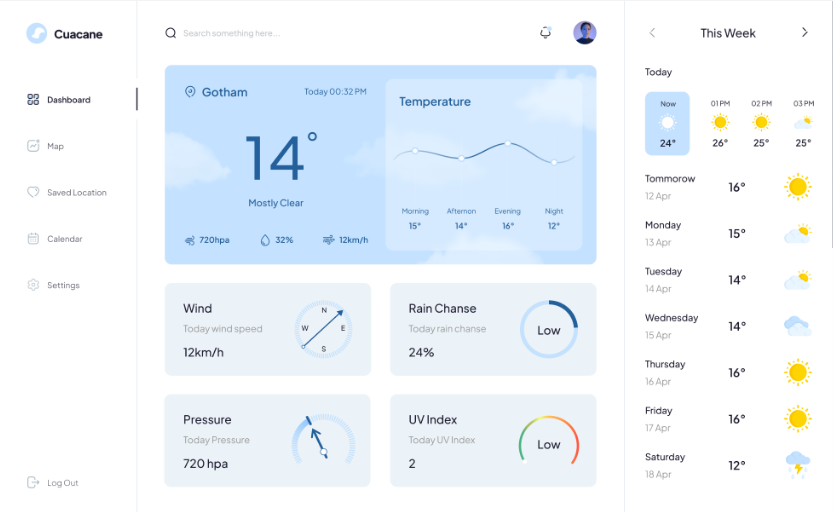 Cuacane
Dashboard
Map
Saved Location
Calendar
Settings
Log Out
Search something here...
Gotham
Today 00:32 PM
14°
Mostly Clear
720hpa
32%
12km/h
Temperature
Morning
Afternon
Evening
Night
15°
14°
16°
12°
Wind
Today wind speed
12km/h
N
W
E
S
Rain Chanse
Today rain chanse
24%
Low
Pressure
Today Pressure
720 hpa
UV Index
Today UV Index
2
Low
This Week
Today
Now
24°
01 PM
26°
02 PM
25°
03 PM
25°
Tommorow
12 Apr
16°
Monday
13 Apr
15°
Tuesday
14 Apr
14°
Wednesday
15 Apr
14°
Thursday
16 Apr
16°
Friday
17 Apr
16°
Saturday
18 Apr
12°